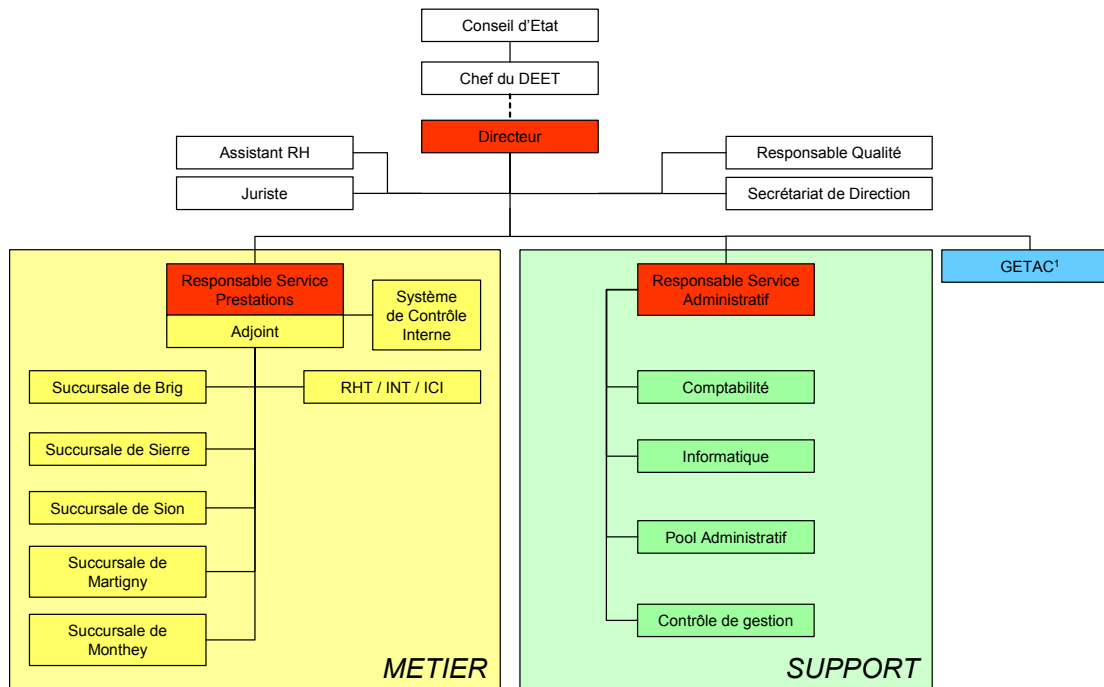 Conseil d'Etat
Chef du DEET
Directeur
Assistant RH
Responsable Qualité
Juriste
Secrétariat de Direction
Responsable Service
Prestations
Adjoint
Système
de Contrôle
Interne
Succursale de Brig
RHT / INT / ICI
Succursale de Sierre
Succursale de Sion
Succursale de
Martigny
Succursale de
Monthey
METIER
Responsable Service
Administratif
Comptabilité
Informatique
Pool Administratif
Contrôle de gestion
SUPPORT
GETAC¹